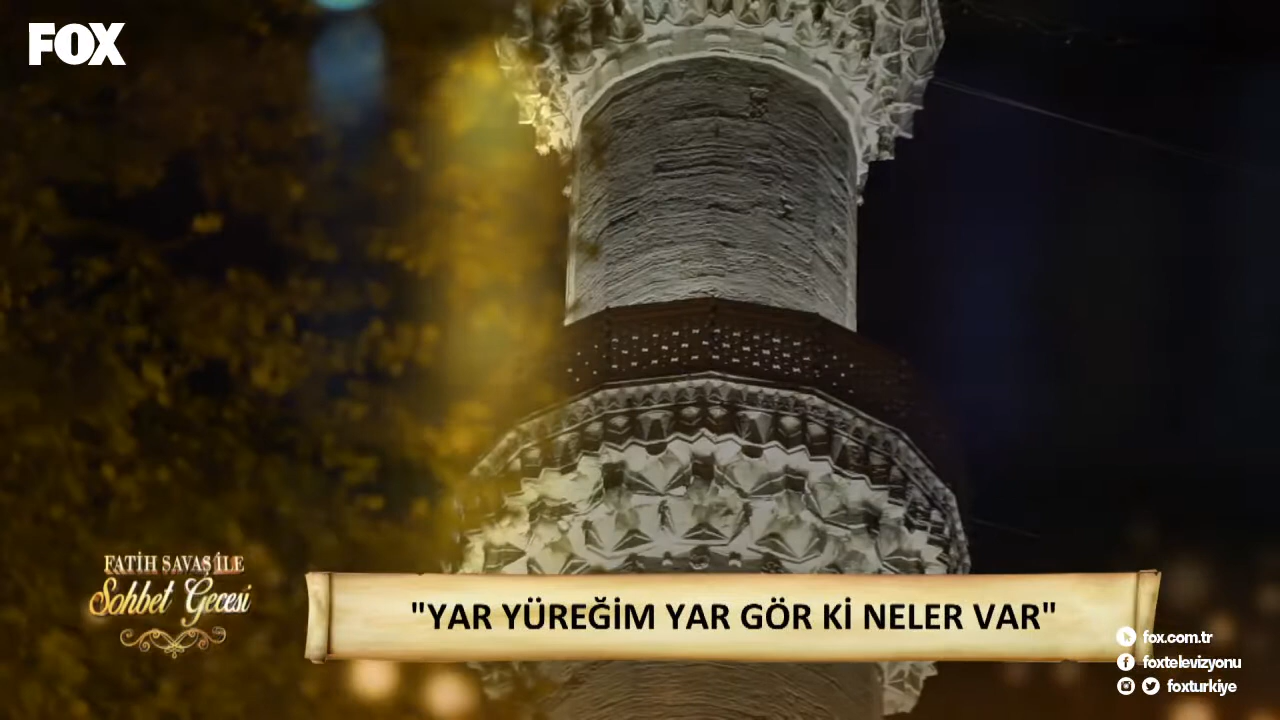 FOX
FATİH SAVAŞ İLE
Sohbet Gecesi
"YAR YÜREĞİM YAR GÖR Kİ NELER VAR"
fox.com.tr
foxtelevizyonu
foxturkiye